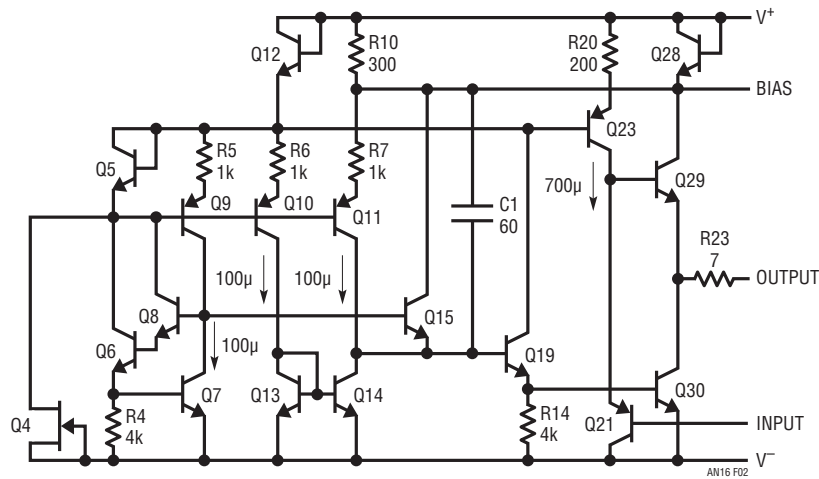 V⁺
Q12
R10
300
R20
200
Q28
BIAS
Q5
R5
1k
R6
1k
R7
1k
Q23
Q9
Q10
Q11
C1
60
700µ
Q29
R23
7
OUTPUT
100µ
100µ
Q8
Q15
Q6
100µ
Q19
Q7
Q13
Q14
Q30
Q4
R4
4k
R14
4k
Q21
INPUT
V⁻
AN16 F02